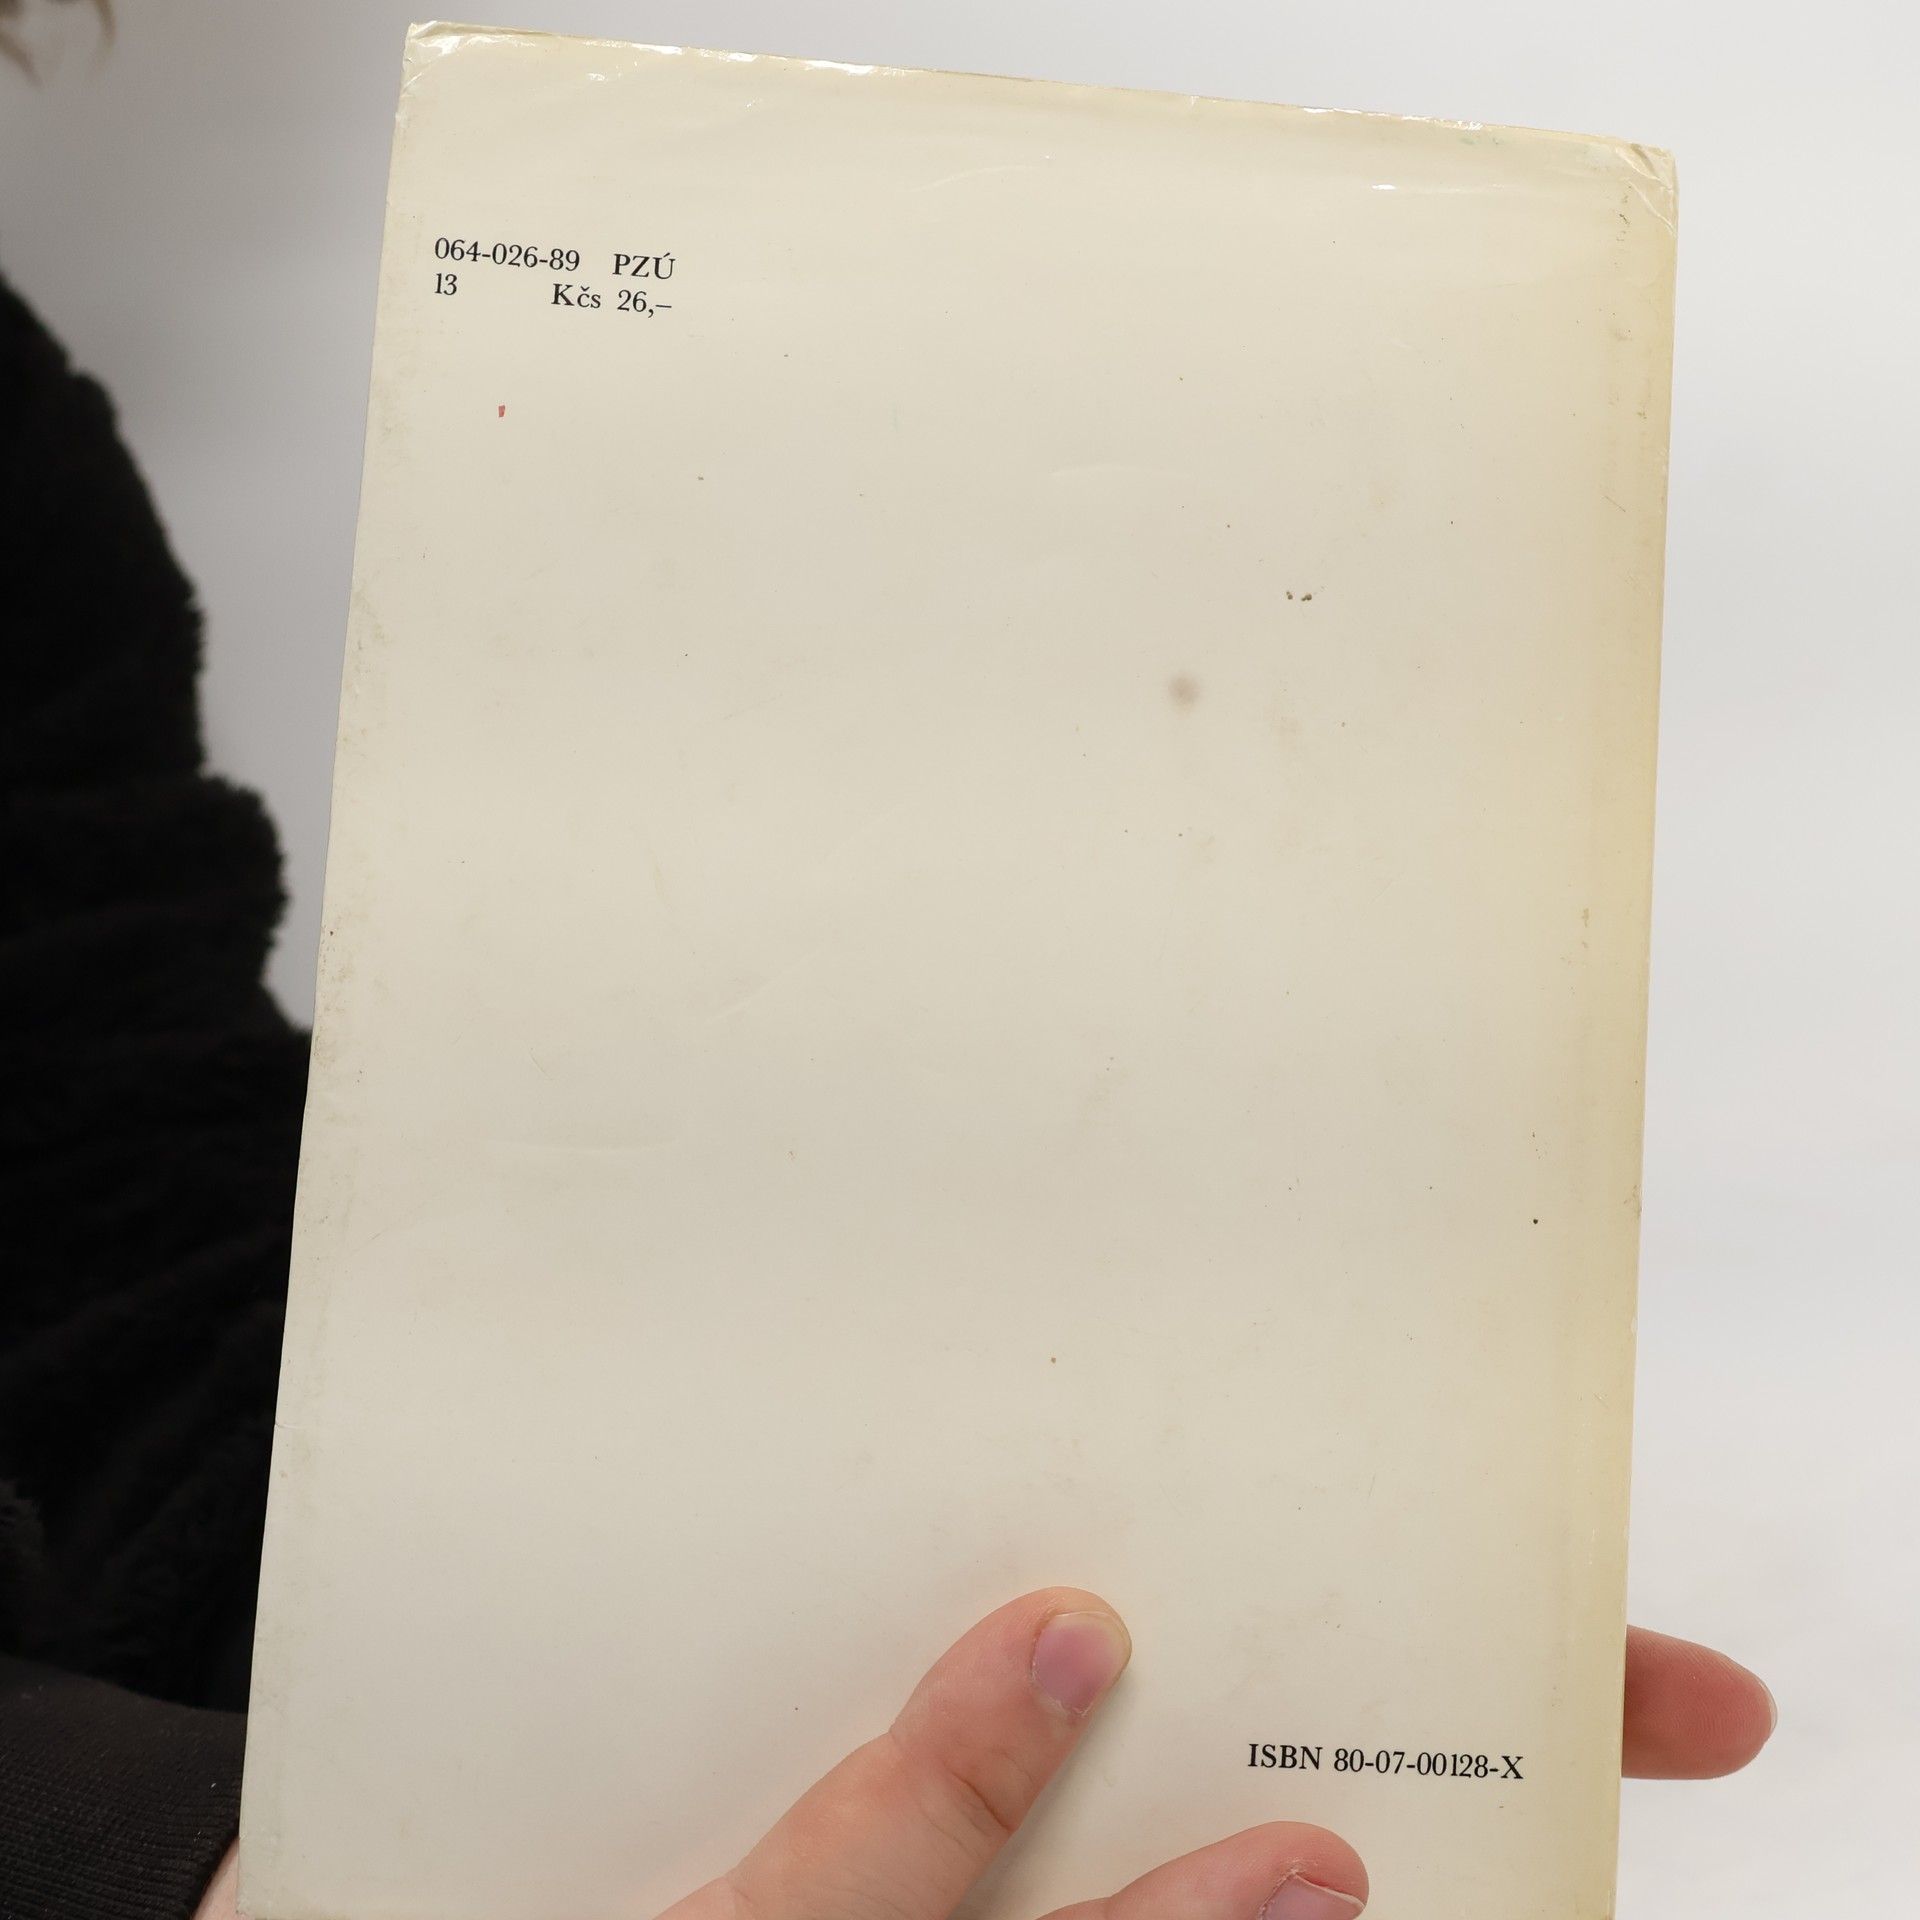 064-026-89 PZÚ
13 Kčs 26,–
ISBN 80-07-00128-X